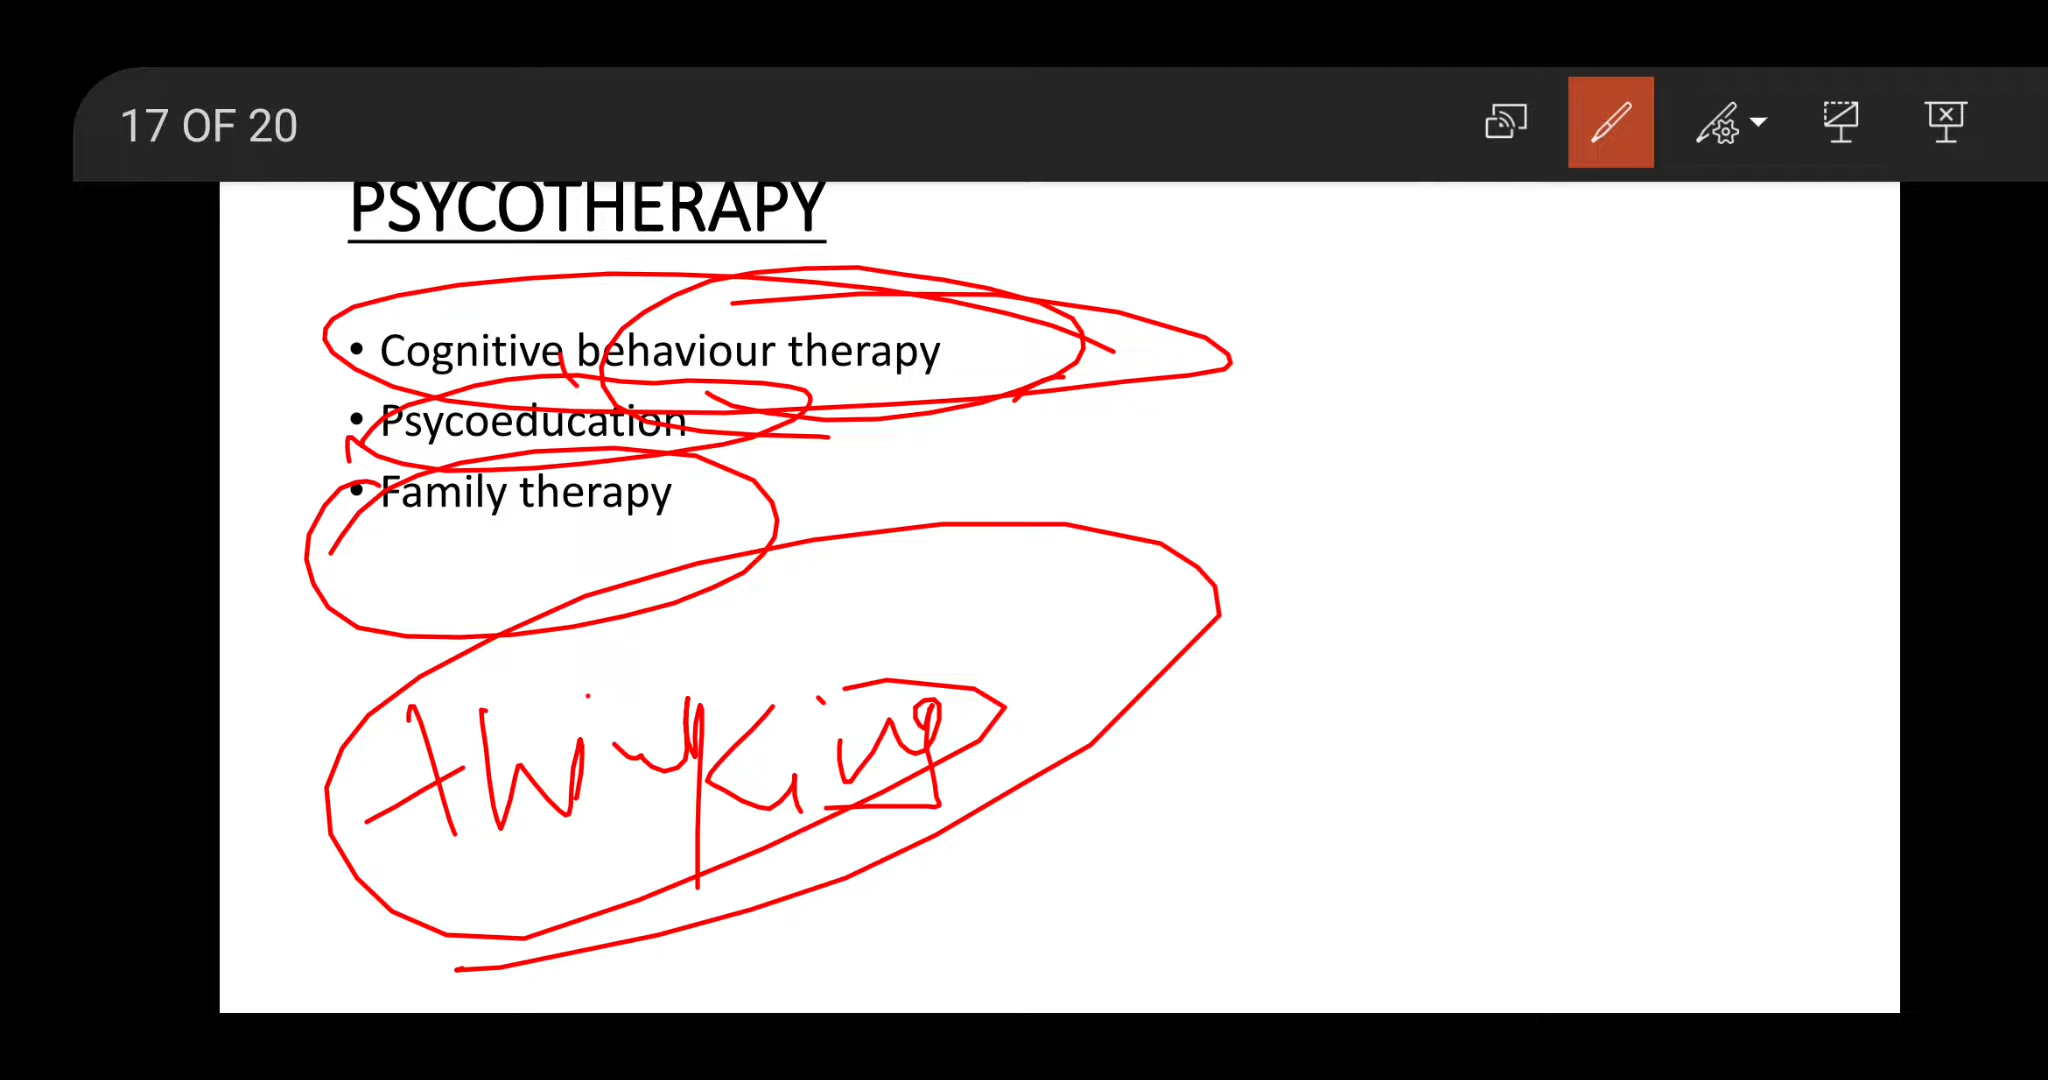 17 OF 20
PSYCOTHERAPY
• Cognitive behaviour therapy
• Psycoeducation
• Family therapy
thinking